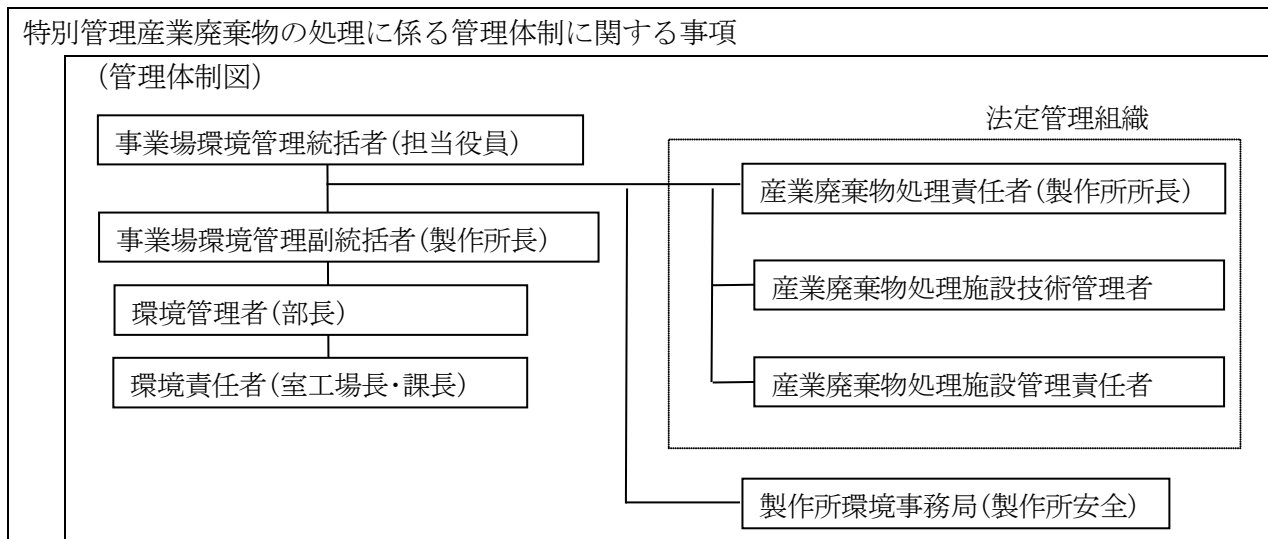 特別管理産業廃棄物の処理に係る管理体制に関する事項
(管理体制図)
法定管理組織
事業場環境管理統括者(担当役員)
産業廃棄物処理責任者(製作所所長)
事業場環境管理副統括者(製作所長)
産業廃棄物処理施設技術管理者
環境管理者(部長)
環境責任者(室工場長・課長)
産業廃棄物処理施設管理責任者
製作所環境事務局(製作所安全)